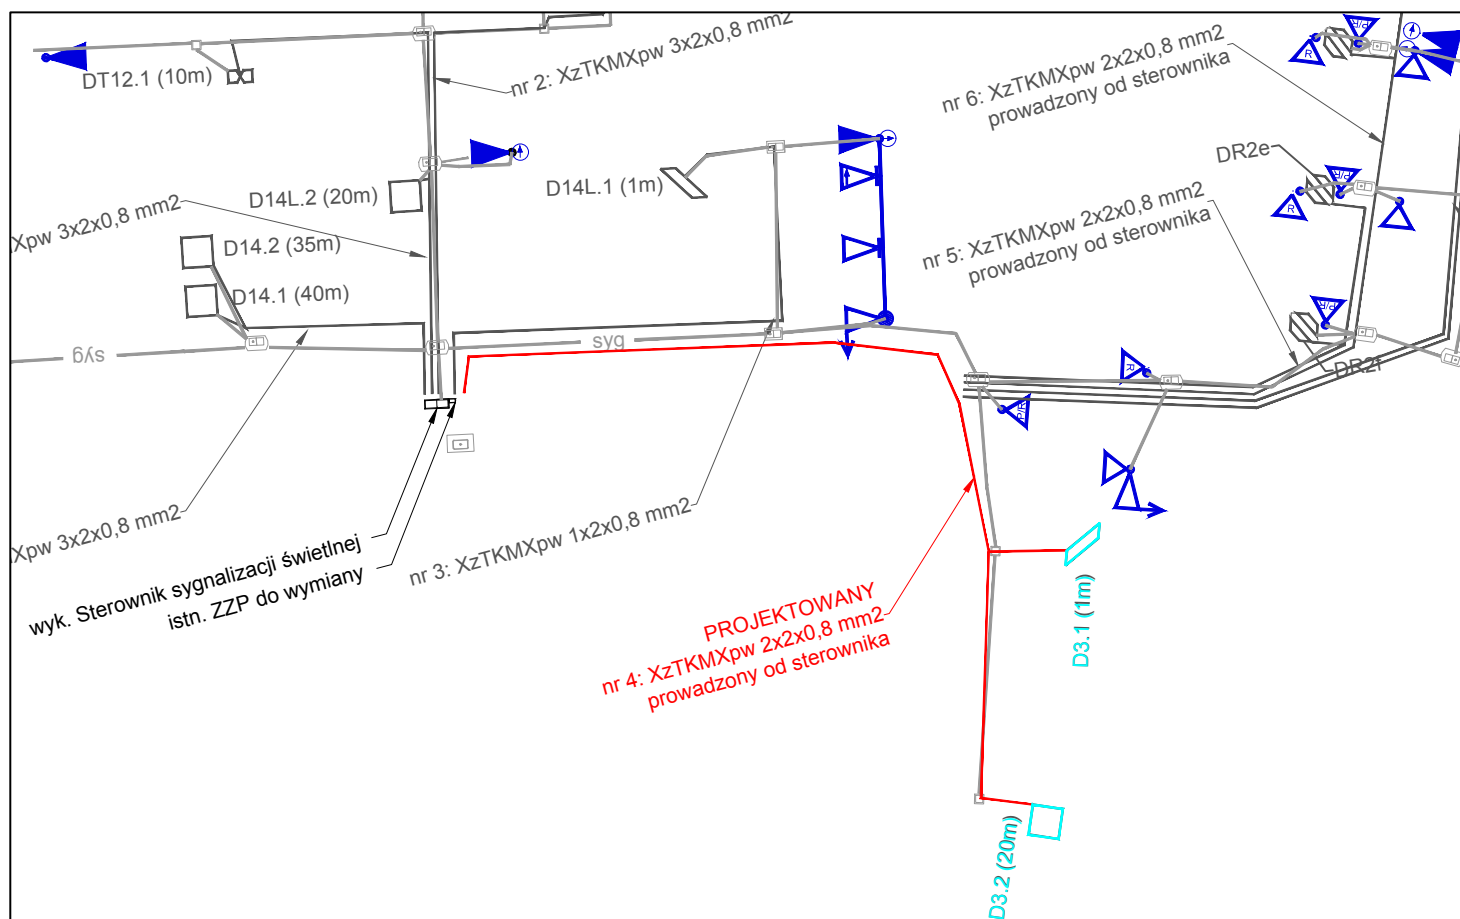 DT12.1 (10m)
nr 2: XzTKMXpw 3x2x0,8 mm2
nr 6: XzTKMXpw 2x2x0,8 mm2
prowadzony od sterownika
P/R
R
DR2e
P/R
R
D14L.2 (20m)
D14L.1 (1m)
Xpw 3x2x0,8 mm2
D14.2 (35m)
D14.1 (40m)
nr 5: XzTKMXpw 2x2x0,8 mm2
prowadzony od sterownika
P/R
syg
syg
DR2f
R
P/R
Xpw 3x2x0,8 mm2
nr 3: XzTKMXpw 1x2x0,8 mm2
wyk. Sterownik sygnalizacji świetlnej
istn. ZZP do wymiany
PROJEKTOWANY
nr 4: XzTKMXpw 2x2x0,8 mm2
prowadzony od sterownika
D3.1 (1m)
D3.2 (20m)